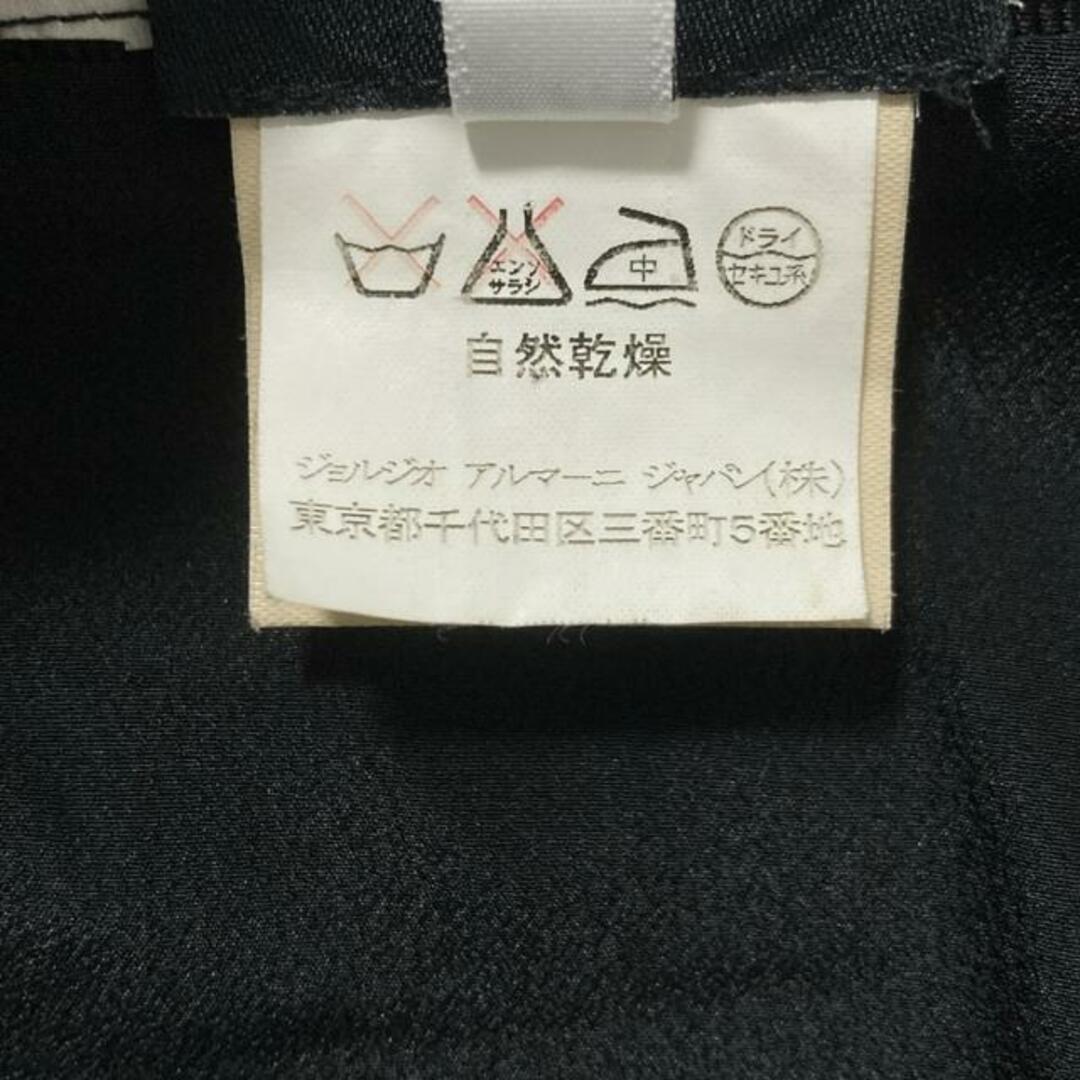 エンソ
サラシ
中
ドライ
セキユ系
自然乾燥
ジョルジオ アルマーニ ジャパン(株)
東京都千代田区三番町5番地